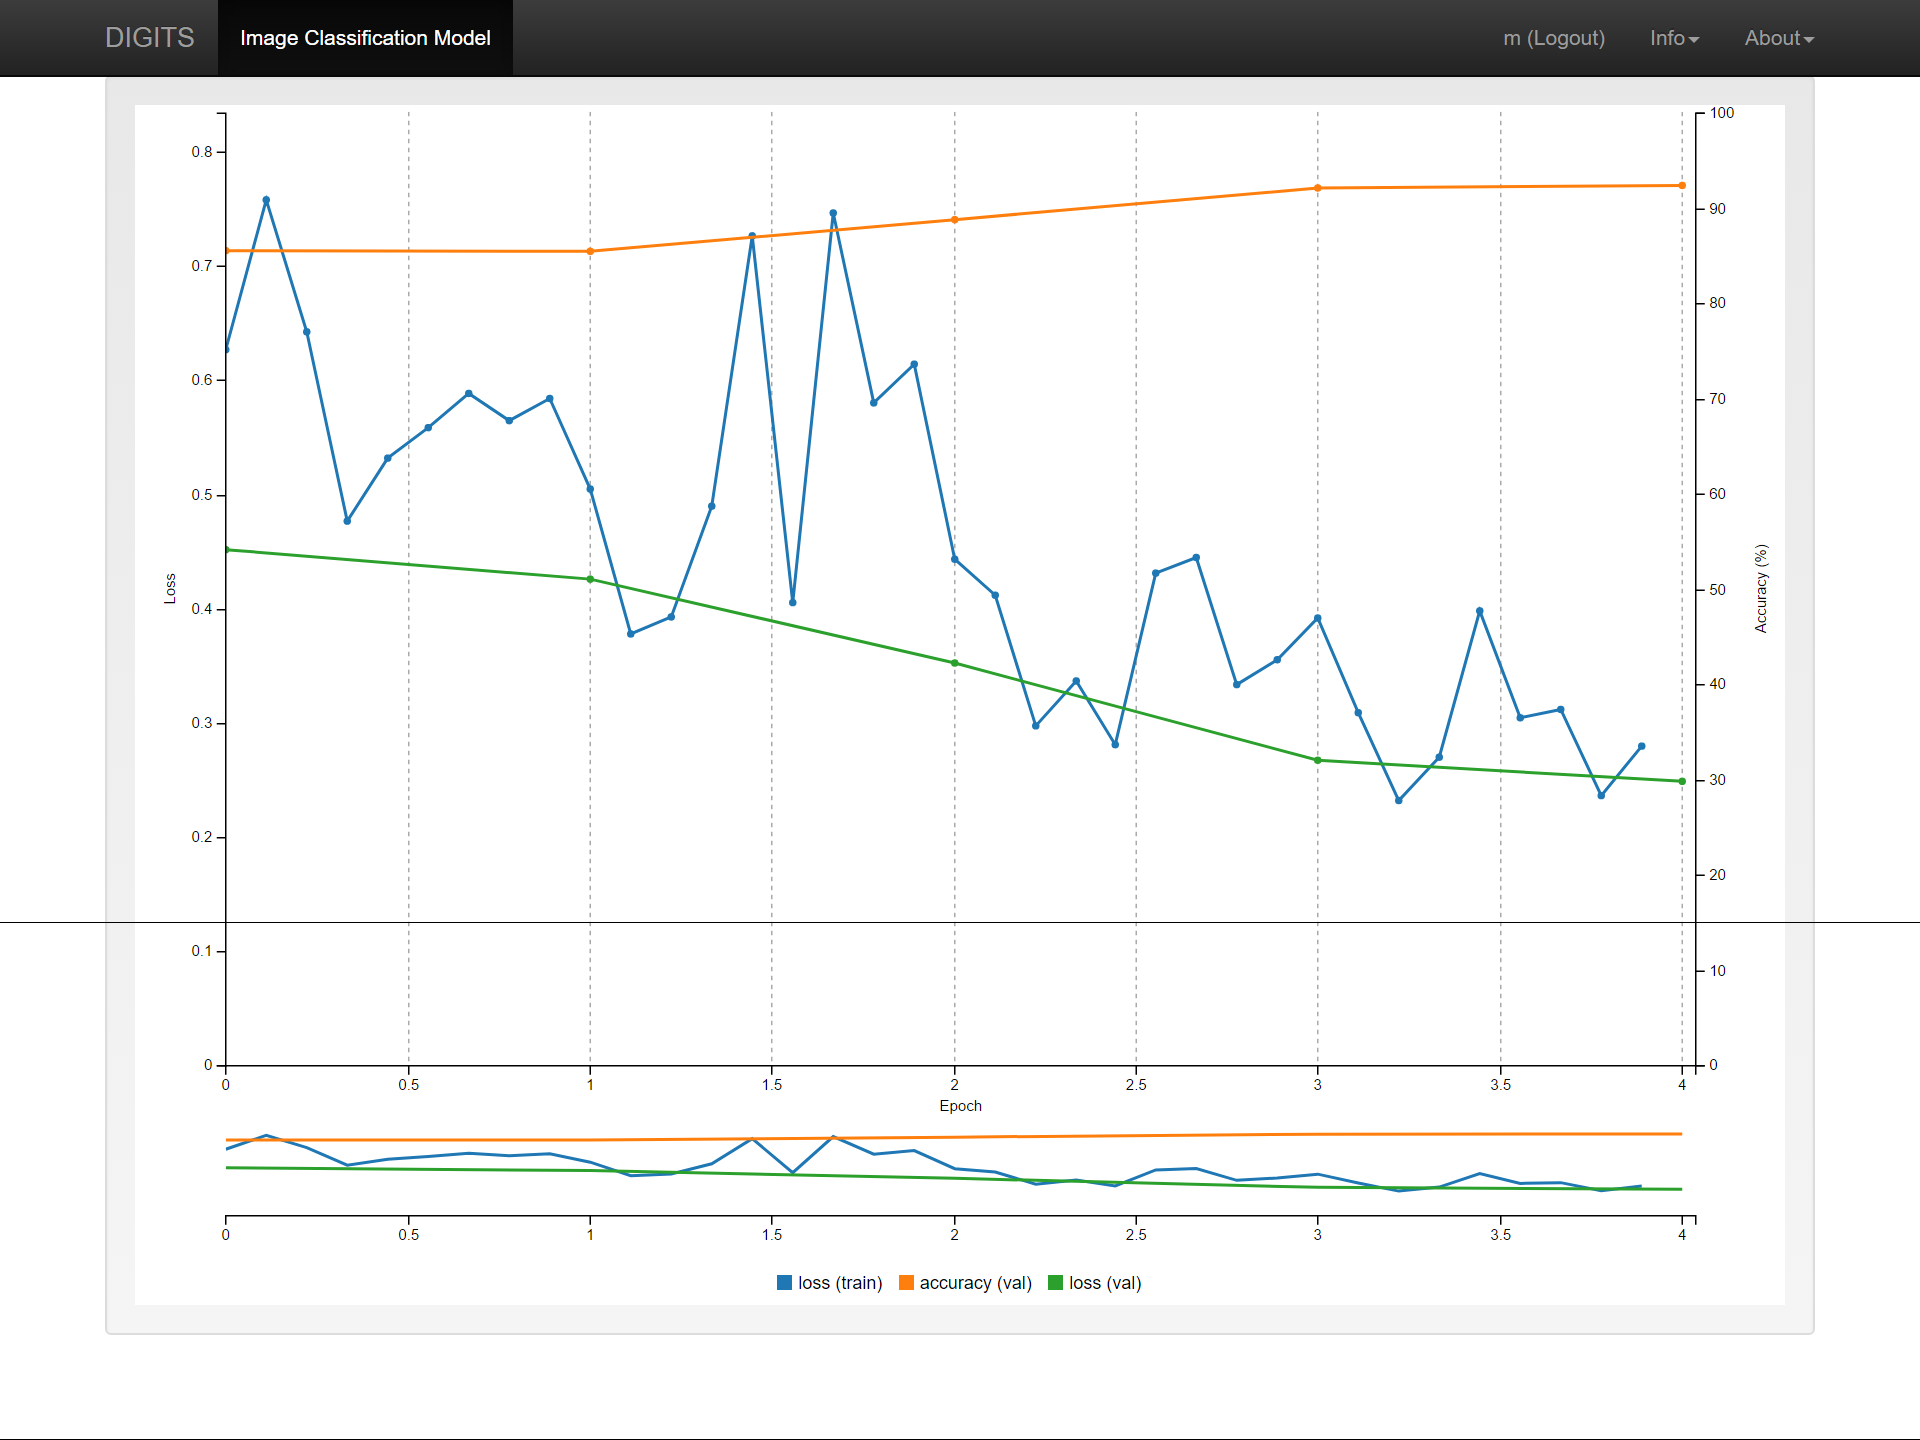 DIGITS Image Classification Model m (Logout) Info About
0.8
0.7
0.6
0.5
0.4
0.3
0.2
0.1
0
Loss
100
90
80
70
60
50
40
30
20
10
0
Accuracy (%)
0 0.5 1 1.5 2 2.5 3 3.5 4
Epoch
0 0.5 1 1.5 2 2.5 3 3.5 4
loss (train) accuracy (val) loss (val)